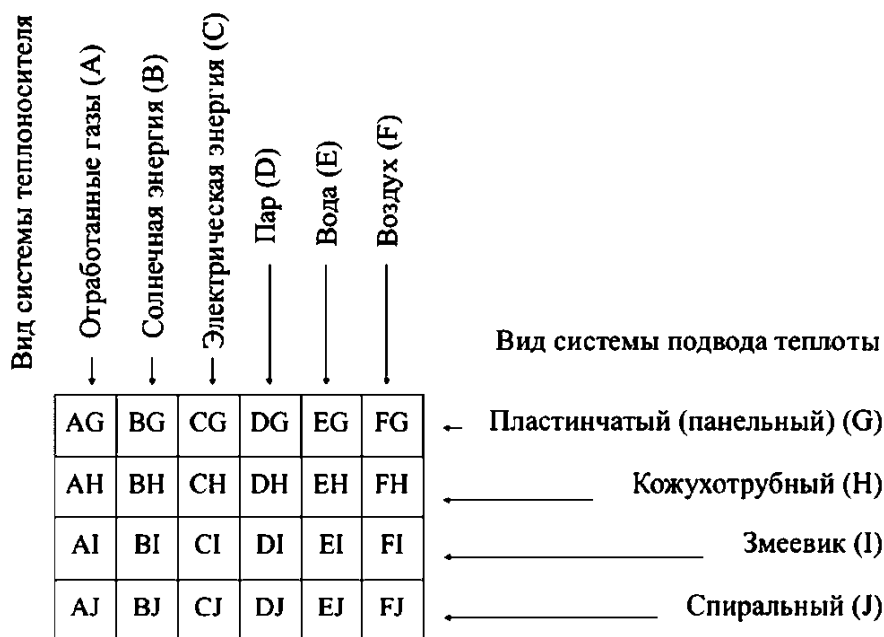 Вид системы теплоносителя
Отработанные газы (A)
Солнечная энергия (B)
Электрическая энергия (C)
Пар (D)
Вода (E)
Воздух (F)
Вид системы подвода теплоты
AG BG CG DG EG FG Пластинчатый (панельный) (G)
AH BH CH DH EH FH Кожухотрубный (H)
AI BI CI DI EI FI Змеевик (I)
AJ BJ CJ DJ EJ FJ Спиральный (J)